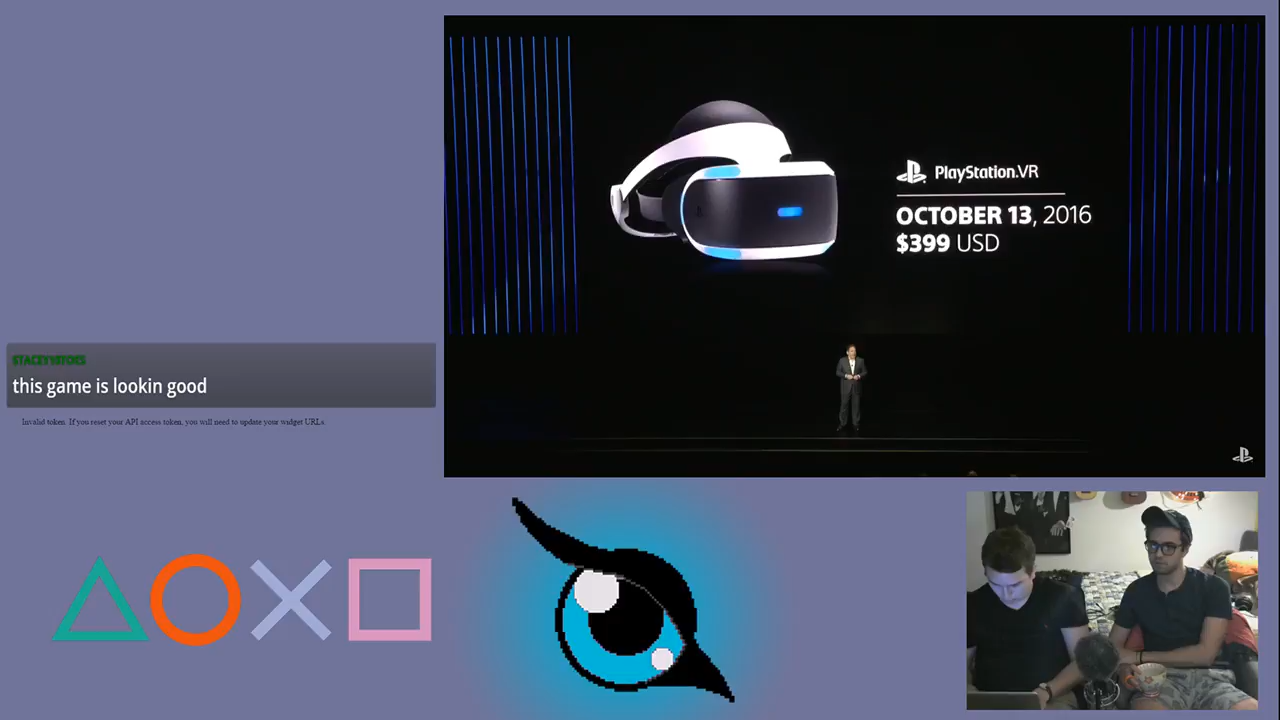 PlayStation.VR
OCTOBER 13, 2016
$399 USD
this game is lookin good
Invalid token. If you reset your API access token, you will need to update your widget URLs.